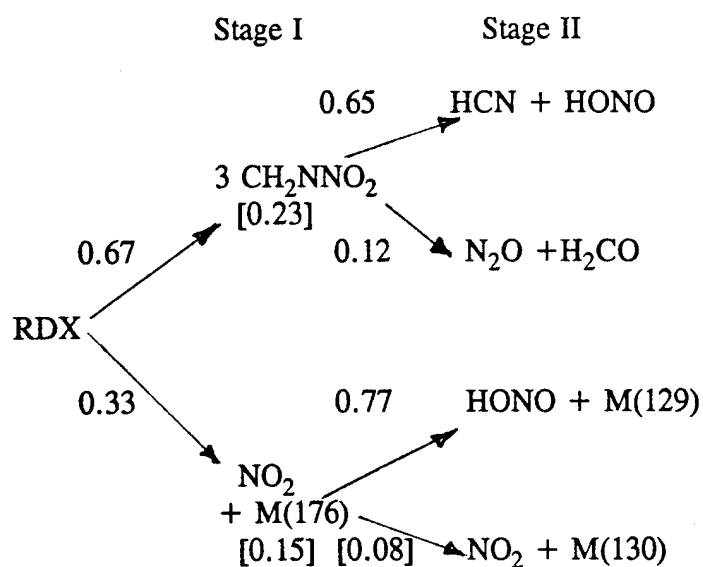 Stage I Stage II
0.65 HCN + HONO
3 CH₂NNO₂
[0.23]
0.67 0.12 N₂O +H₂CO
RDX
0.33 0.77 HONO + M(129)
NO₂
+ M(176)
[0.15] [0.08] NO₂ + M(130)